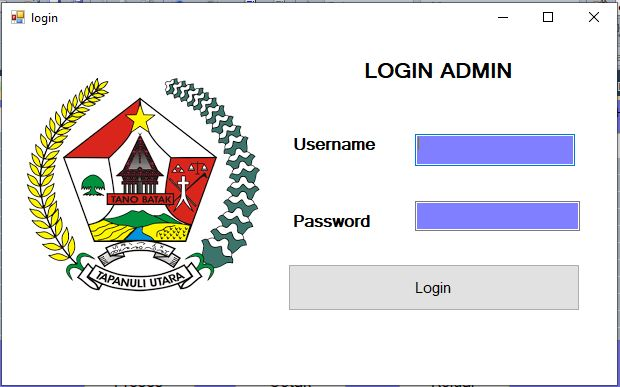 login
LOGIN ADMIN
Username
TANO BATAK
Password
TAPANULI UTARA
Login